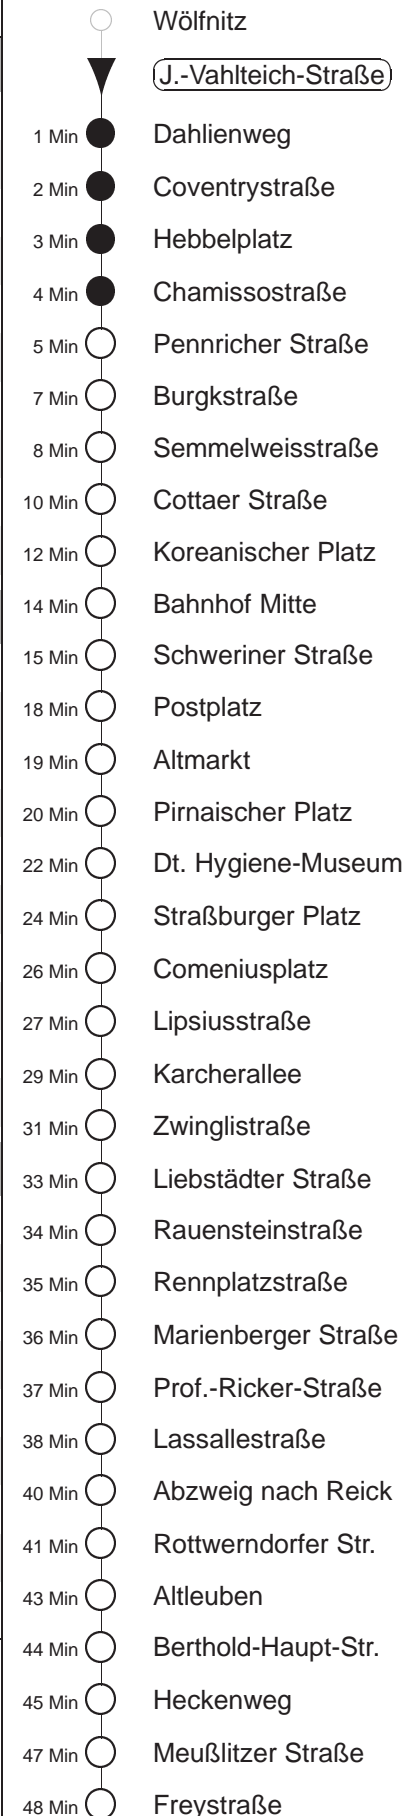 Wölfnitz
J.-Vahlteich-Straße
1 Min Dahlienweg
2 Min Coventrystraße
3 Min Hebbelplatz
4 Min Chamissostraße
5 Min Pennricher Straße
7 Min Burgkstraße
8 Min Semmelweisstraße
10 Min Cottaer Straße
12 Min Koreanischer Platz
14 Min Bahnhof Mitte
15 Min Schweriner Straße
18 Min Postplatz
19 Min Altmarkt
20 Min Pirnaischer Platz
22 Min Dt. Hygiene-Museum
24 Min Straßburger Platz
26 Min Comeniusplatz
27 Min Lipsiusstraße
29 Min Karcherallee
31 Min Zwinglistraße
33 Min Liebstädter Straße
34 Min Rauensteinstraße
35 Min Rennplatzstraße
36 Min Marienberger Straße
37 Min Prof.-Ricker-Straße
38 Min Lassallestraße
40 Min Abzweig nach Reick
41 Min Rottwerndorfer Str.
43 Min Altleuben
44 Min Berthold-Haupt-Str.
45 Min Heckenweg
47 Min Meußlitzer Straße
48 Min Freystraße